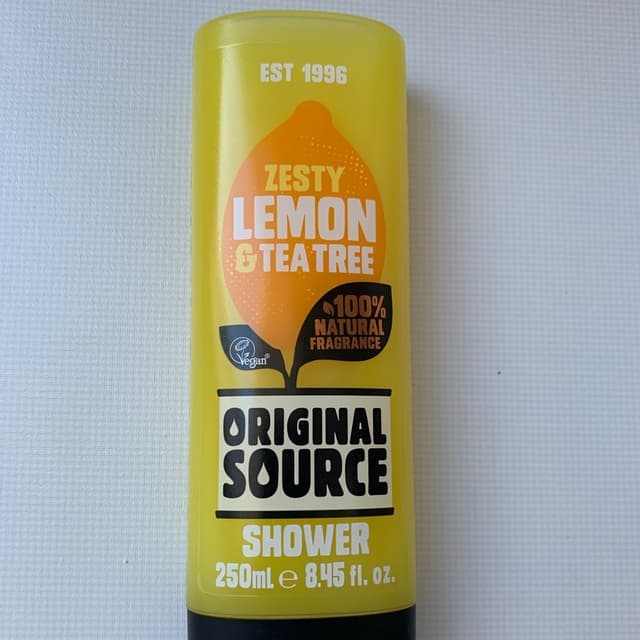 EST 1996
ZESTY
LEMON
& TEA TREE
100%
NATURAL
FRAGRANCE
Vegan®
ORIGINAL
SOURCE
SHOWER
250mL e 8.45 fl. oz.